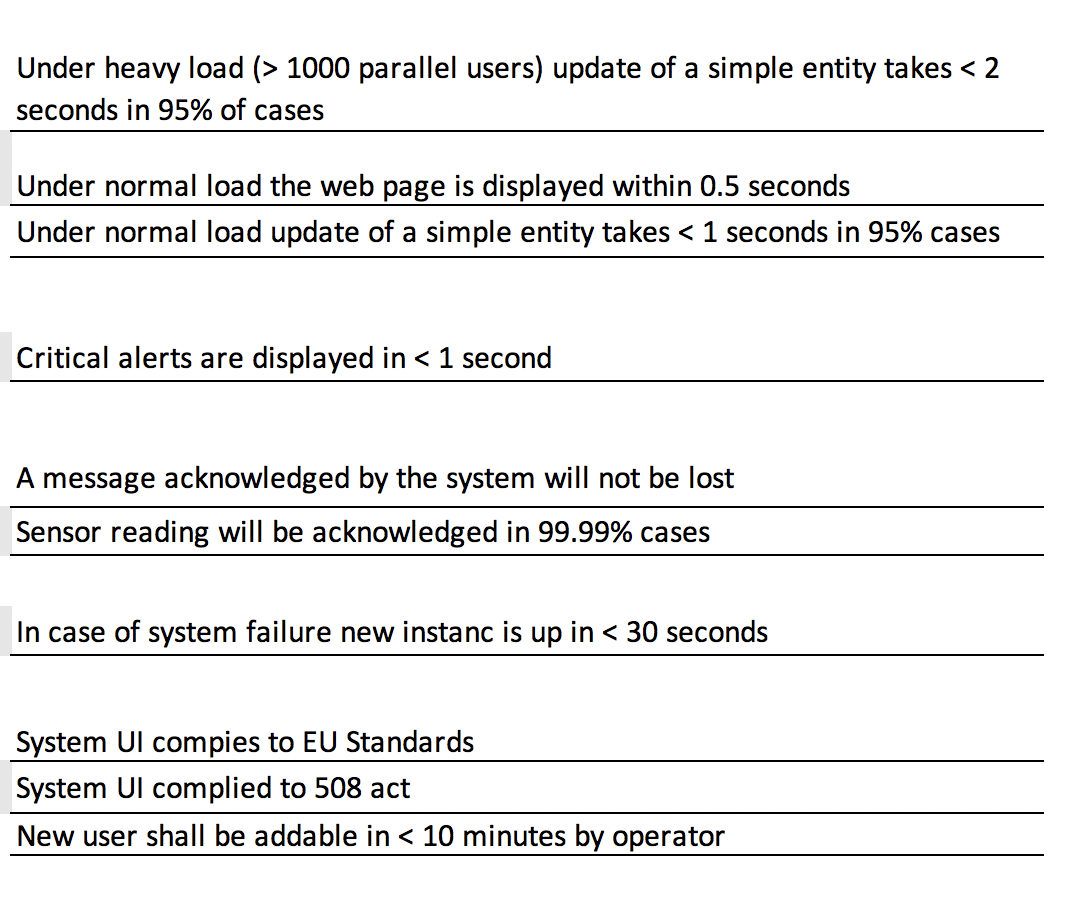 Under heavy load (> 1000 parallel users) update of a simple entity takes < 2
seconds in 95% of cases
Under normal load the web page is displayed within 0.5 seconds
Under normal load update of a simple entity takes < 1 seconds in 95% cases
Critical alerts are displayed in < 1 second
A message acknowledged by the system will not be lost
Sensor reading will be acknowledged in 99.99% cases
In case of system failure new instanc is up in < 30 seconds
System UI compies to EU Standards
System UI complied to 508 act
New user shall be addable in < 10 minutes by operator